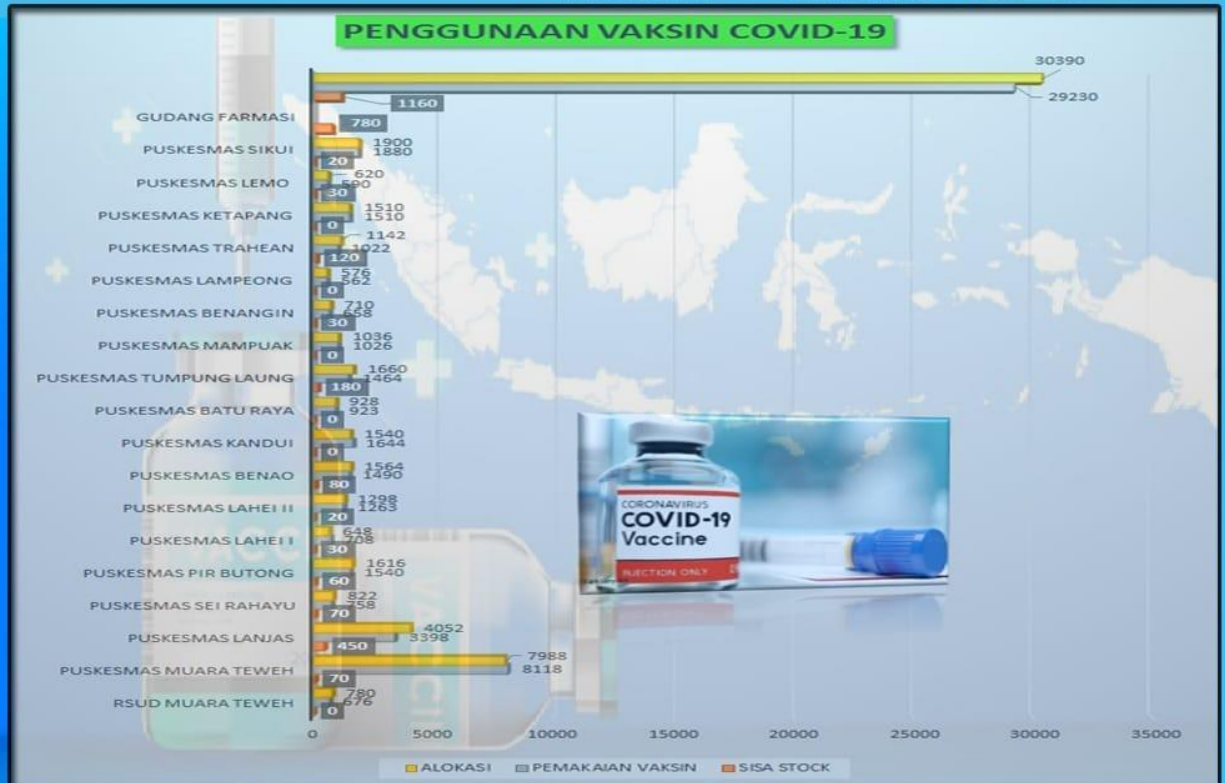 PENGGUNAAN VAKSIN COVID-19
30390
29230
1160
GUDANG FARMASI
780
1900
PUSKESMAS SIKUI
1880
20
620
PUSKESMAS LEMO
590
30
1510
PUSKESMAS KETAPANG
1510
0
1142
PUSKESMAS TRAHEAN
1022
120
576
PUSKESMAS LAMPEONG
562
0
710
PUSKESMAS BENANGIN
658
30
1036
PUSKESMAS MAMPUAK
1026
0
1660
PUSKESMAS TUMPUNG LAUNG
1464
180
928
PUSKESMAS BATU RAYA
923
0
1540
PUSKESMAS KANDUI
1644
0
1564
PUSKESMAS BENAO
1490
80
1298
PUSKESMAS LAHEI II
1263
20
648
PUSKESMAS LAHEI I
708
30
1616
PUSKESMAS PIR BUTONG
1540
60
822
PUSKESMAS SEI RAHAYU
758
70
4052
PUSKESMAS LANJAS
3398
450
7988
PUSKESMAS MUARA TEWEH
8118
70
780
RSUD MUARA TEWEH
676
0
0 5000 10000 15000 20000 25000 30000 35000
ALOKASI PEMAKAIAN VAKSIN SISA STOCK
CORONAVIRUS
COVID-19
Vaccine
INJECTION ONLY